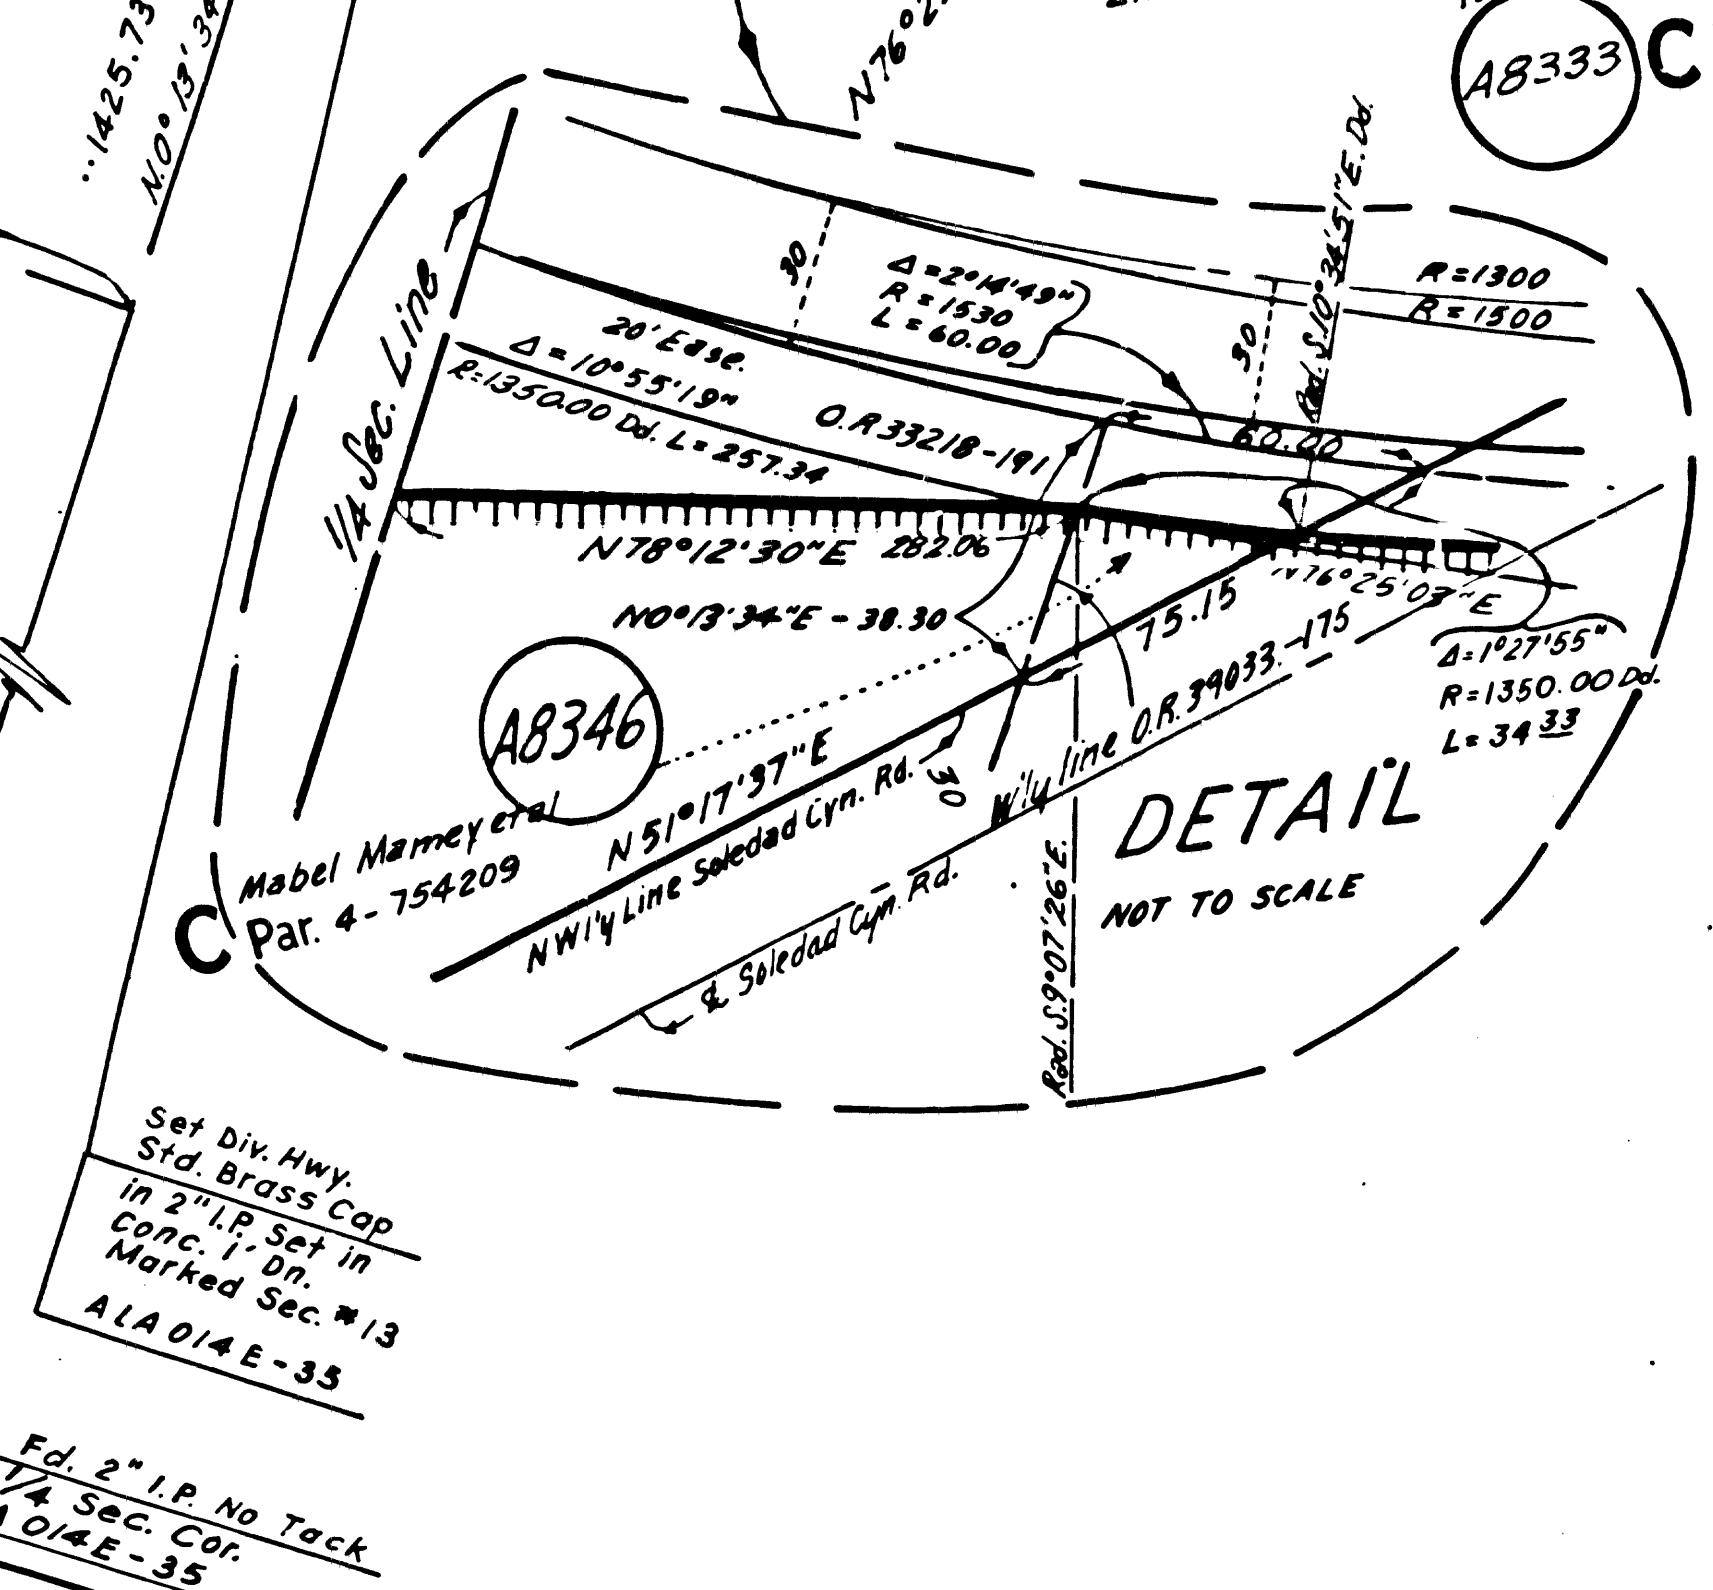 1425.73
N.0°13'34
N76°2
A8333
C
Rad. S.10°34'51"E. Dd.
R=1300
R=1500
30
Δ=2°14'49"
R=1530
L=60.00
30
1/4 Sec. Line
20' Ease.
Δ=10°55'19"
R=1350.00 Dd. L=257.34
O.R 33218-191
60.00
N78°12'30"E 282.06
N76°25'03"E
N0°13'34"E - 38.30
75.15
Δ=1°27'55"
R=1350.00 Dd.
L=34 33
A8346
N51°17'37"E
NW'ly Line Soledad Cyn. Rd.
30
W'ly line O.R. 39033-175
℄ Soledad Cyn. Rd.
Rad. S.9°07'26"E.
DETAIL
NOT TO SCALE
Mabel Mamey etal
C Par. 4-754209
Set Div. Hwy.
Std. Brass Cap
in 2" I.P. Set in
Conc. 1' Dn.
Marked Sec. #13
ALA 014E-35
Fd. 2" I.P. No Tack
1/4 Sec. Cor.
A 014E-35